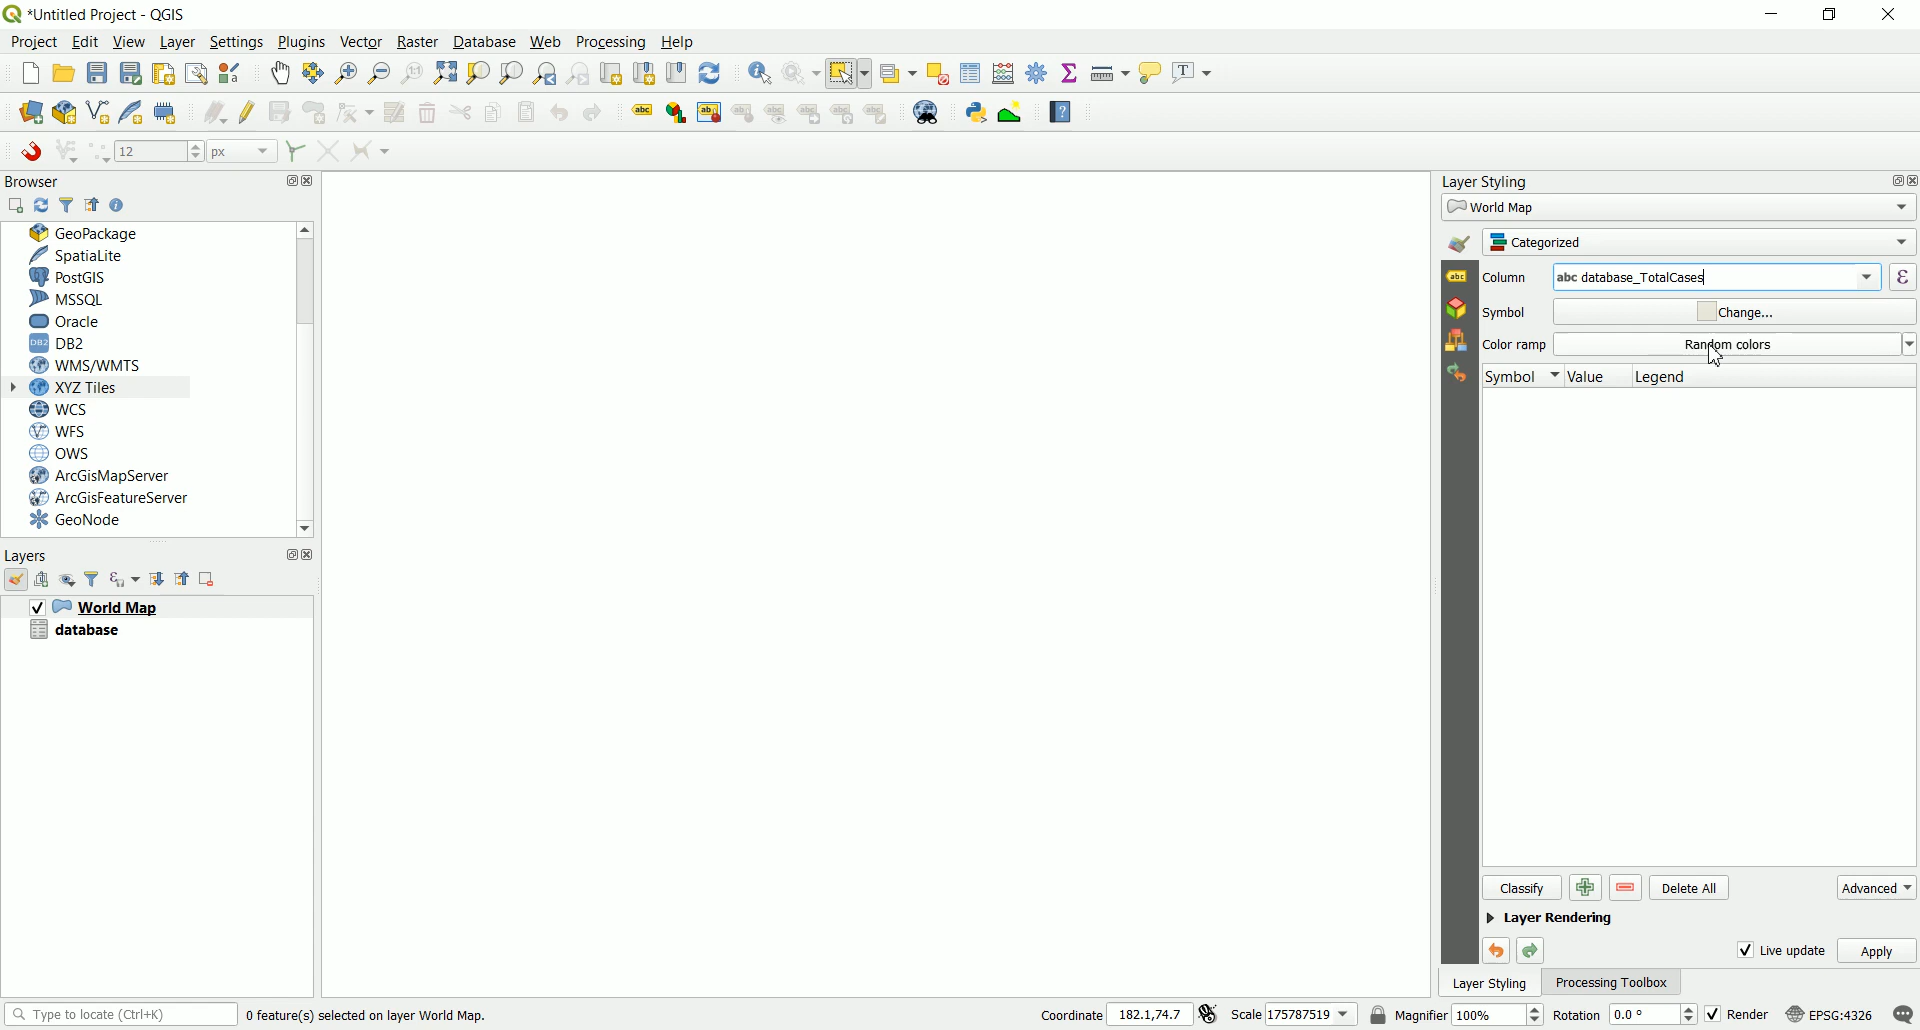 *Untitled Project - QGIS
Project Edit View Layer Settings Plugins Vector Raster Database Web Processing Help
12 px
Browser
GeoPackage
SpatiaLite
PostGIS
MSSQL
Oracle
DB2
WMS/WMTS
XYZ Tiles
WCS
WFS
OWS
ArcGisMapServer
ArcGisFeatureServer
GeoNode
Layers
World Map
database
Layer Styling
World Map
Categorized
Column abc database_TotalCases ε
Symbol Change...
Color ramp Random colors
Symbol Value Legend
Classify Delete All Advanced
Layer Rendering
Live update Apply
Layer Styling Processing Toolbox
Type to locate (Ctrl+K) 0 feature(s) selected on layer World Map. Coordinate 182.1,74.7 Scale 175787519 Magnifier 100% Rotation 0.0 ° Render EPSG:4326